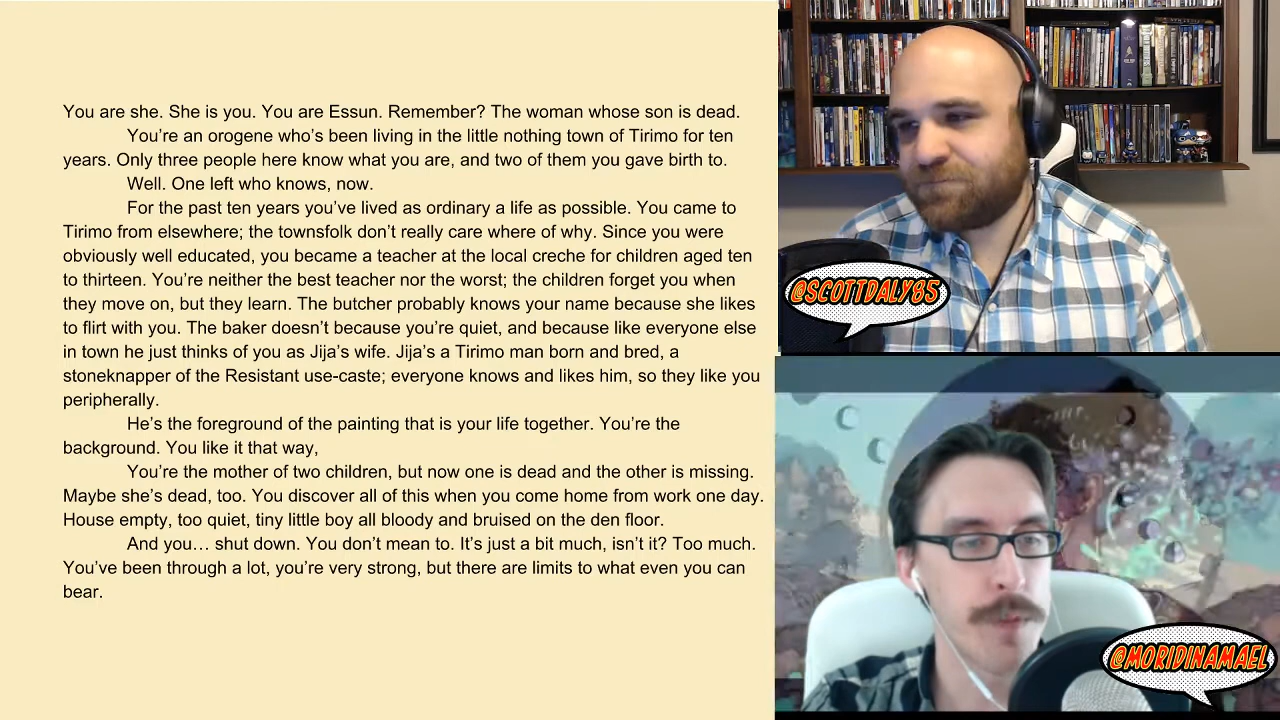 You are she. She is you. You are Essun. Remember? The woman whose son is dead.
You’re an orogene who’s been living in the little nothing town of Tirimo for ten
years. Only three people here know what you are, and two of them you gave birth to.
Well. One left who knows, now.
For the past ten years you’ve lived as ordinary a life as possible. You came to
Tirimo from elsewhere; the townsfolk don’t really care where of why. Since you were
obviously well educated, you became a teacher at the local creche for children aged ten
to thirteen. You’re neither the best teacher nor the worst; the children forget you when
they move on, but they learn. The butcher probably knows your name because she likes
to flirt with you. The baker doesn’t because you’re quiet, and because like everyone else
in town he just thinks of you as Jija’s wife. Jija’s a Tirimo man born and bred, a
stoneknapper of the Resistant use-caste; everyone knows and likes him, so they like you
peripherally.
He’s the foreground of the painting that is your life together. You’re the
background. You like it that way,
You’re the mother of two children, but now one is dead and the other is missing.
Maybe she’s dead, too. You discover all of this when you come home from work one day.
House empty, too quiet, tiny little boy all bloody and bruised on the den floor.
And you… shut down. You don’t mean to. It’s just a bit much, isn’t it? Too much.
You’ve been through a lot, you’re very strong, but there are limits to what even you can
bear.
@SCOTTDALY85
@MORIDINAMAEL